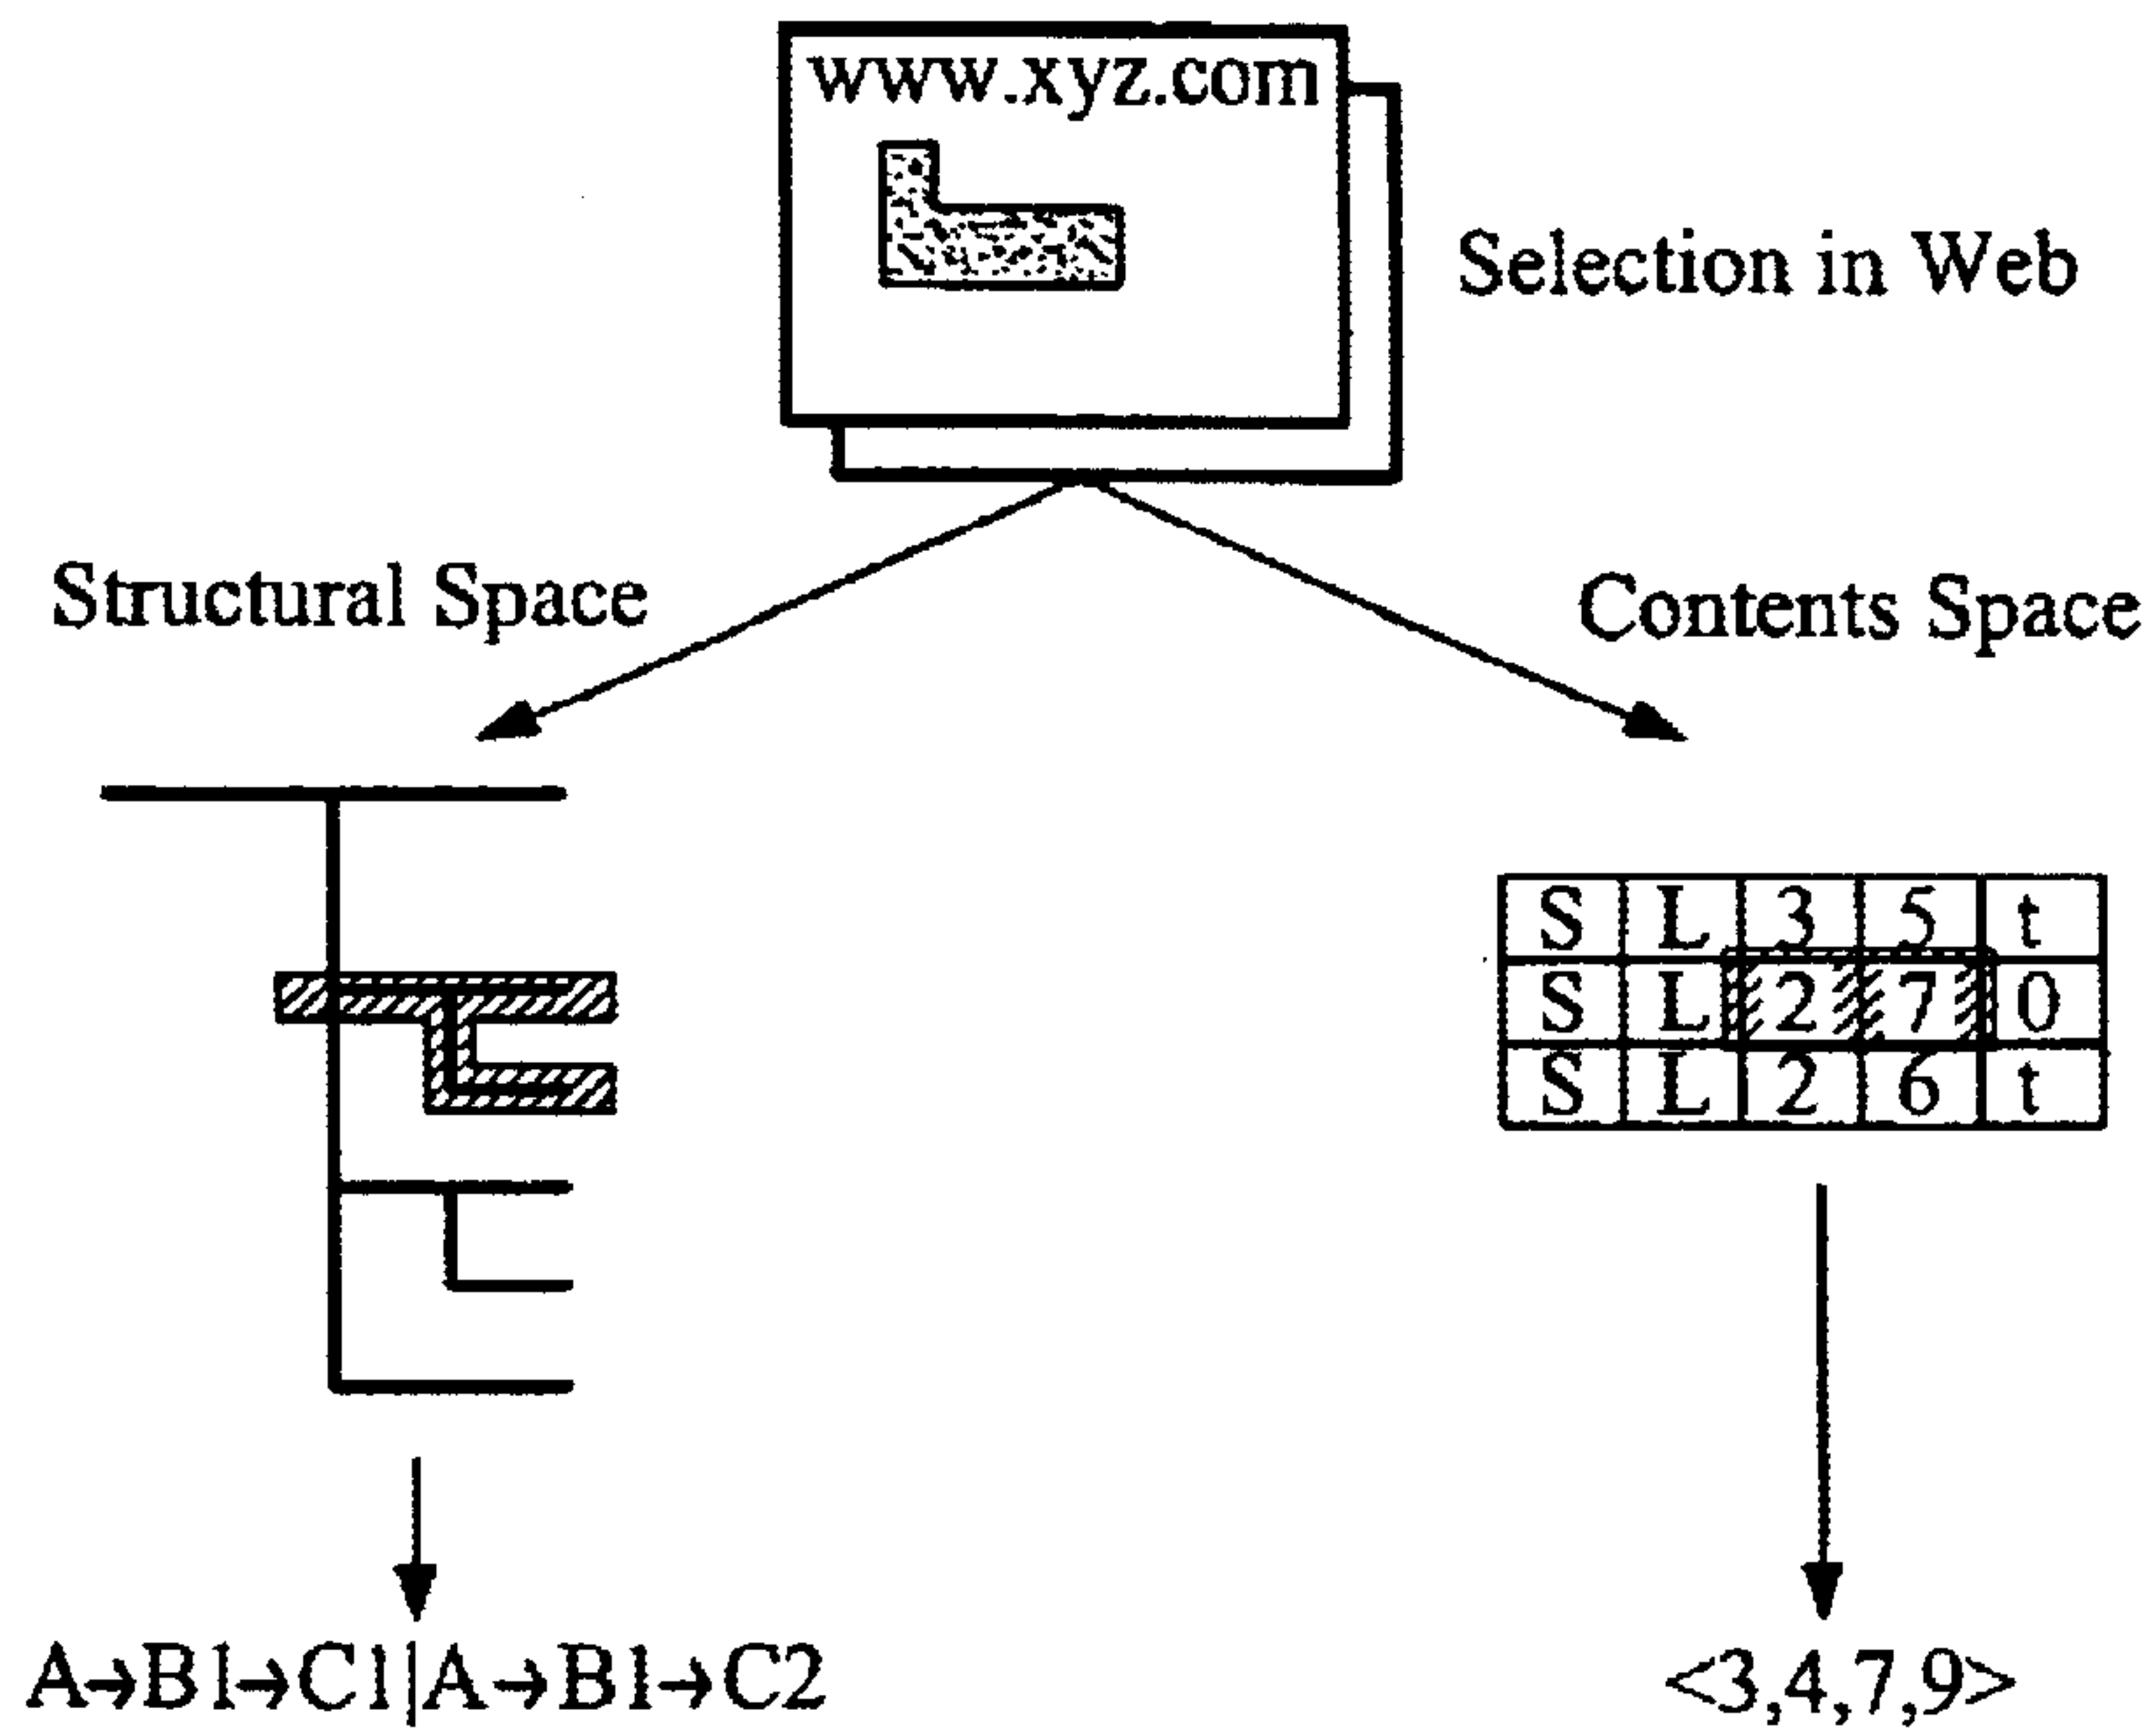 www.xyz.com
Selection in Web
Structural Space
Contents Space
S L 3 5 t
S L 2 7 0
S L 2 6 t
A→B1→C1|A→B1→C2
<3,4,7,9>